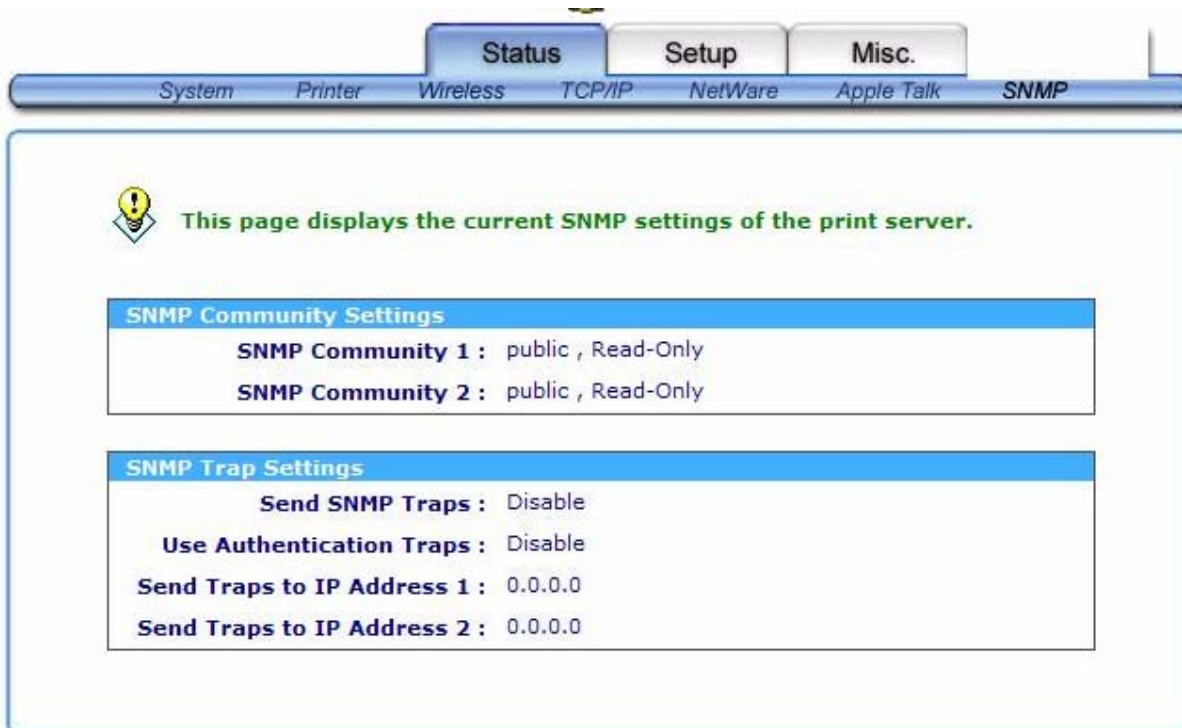 Status Setup Misc.
System Printer Wireless TCP/IP NetWare Apple Talk SNMP
This page displays the current SNMP settings of the print server.
SNMP Community Settings
SNMP Community 1 : public , Read-Only
SNMP Community 2 : public , Read-Only
SNMP Trap Settings
Send SNMP Traps : Disable
Use Authentication Traps : Disable
Send Traps to IP Address 1 : 0.0.0.0
Send Traps to IP Address 2 : 0.0.0.0